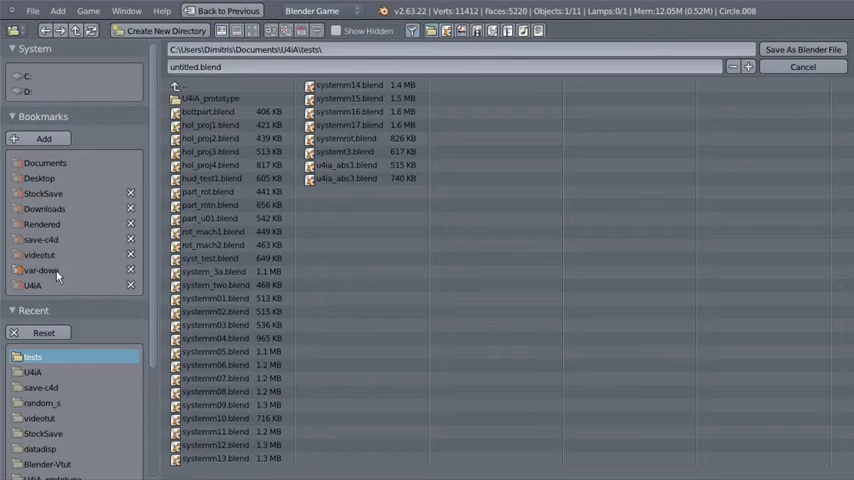 File Add Game Window Help Back to Previous Blender Game v2.63.22 | Verts:11412 | Faces:5220 | Objects:1/11 | Lamps:0/1 | Mem:12.05M (0.52M) | Circle.008
Create New Directory Show Hidden
System
C:
D:
Bookmarks
Add
Documents
Desktop
StockSave
Downloads
Rendered
save-c4d
videotut
var-down
U4iA
Recent
Reset
tests
U4iA
save-c4d
random_s
videotut
StockSave
datadisp
Blender-Vtut
U4iA_prototype
C:\Users\Dimitris\Documents\U4iA\tests\ Save As Blender File
untitled.blend Cancel
..
U4iA_prototype
bottpart.blend 406 KB
hol_proj1.blend 421 KB
hol_proj2.blend 439 KB
hol_proj3.blend 513 KB
hol_proj4.blend 817 KB
hud_test1.blend 605 KB
part_rot.blend 441 KB
part_rotn.blend 656 KB
part_u01.blend 542 KB
rot_mach1.blend 449 KB
rot_mach2.blend 463 KB
syst_test.blend 649 KB
system_3a.blend 1.1 MB
system_two.blend 468 KB
systemm01.blend 513 KB
systemm02.blend 515 KB
systemm03.blend 536 KB
systemm04.blend 965 KB
systemm05.blend 1.1 MB
systemm06.blend 1.2 MB
systemm07.blend 1.2 MB
systemm08.blend 1.2 MB
systemm09.blend 1.3 MB
systemm10.blend 716 KB
systemm11.blend 1.2 MB
systemm12.blend 1.3 MB
systemm13.blend 1.3 MB
systemm14.blend 1.4 MB
systemm15.blend 1.5 MB
systemm16.blend 1.6 MB
systemm17.blend 1.6 MB
systemrot.blend 826 KB
systemt3.blend 617 KB
u4ia_abs1.blend 515 KB
u4ia_abs3.blend 740 KB